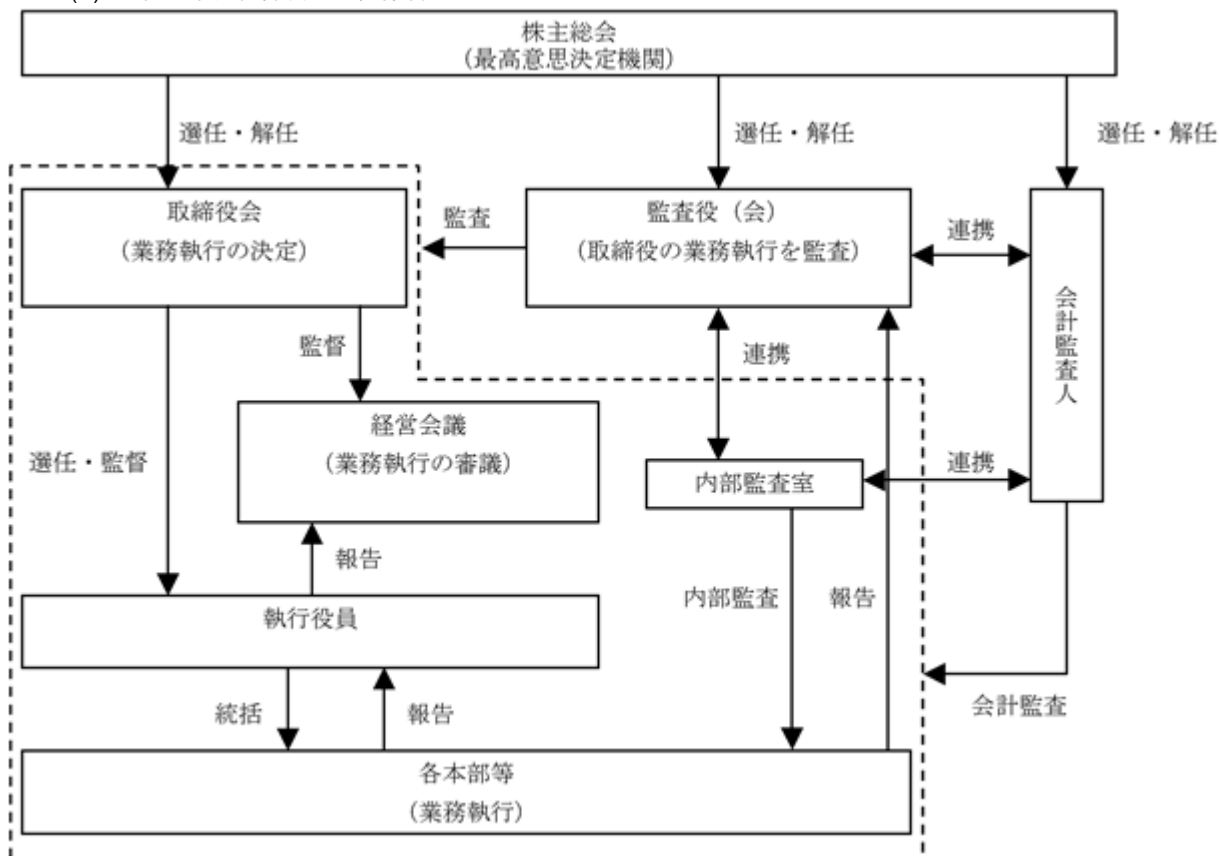 株主総会
(最高意思決定機関)
選任・解任
選任・解任
選任・解任
取締役会
(業務執行の決定)
監査
監査役(会)
(取締役の業務執行を監査)
連携
会計監査人
監督
連携
経営会議
(業務執行の審議)
選任・監督
内部監査室
連携
報告
内部監査
報告
執行役員
統括
報告
会計監査
各本部等
(業務執行)